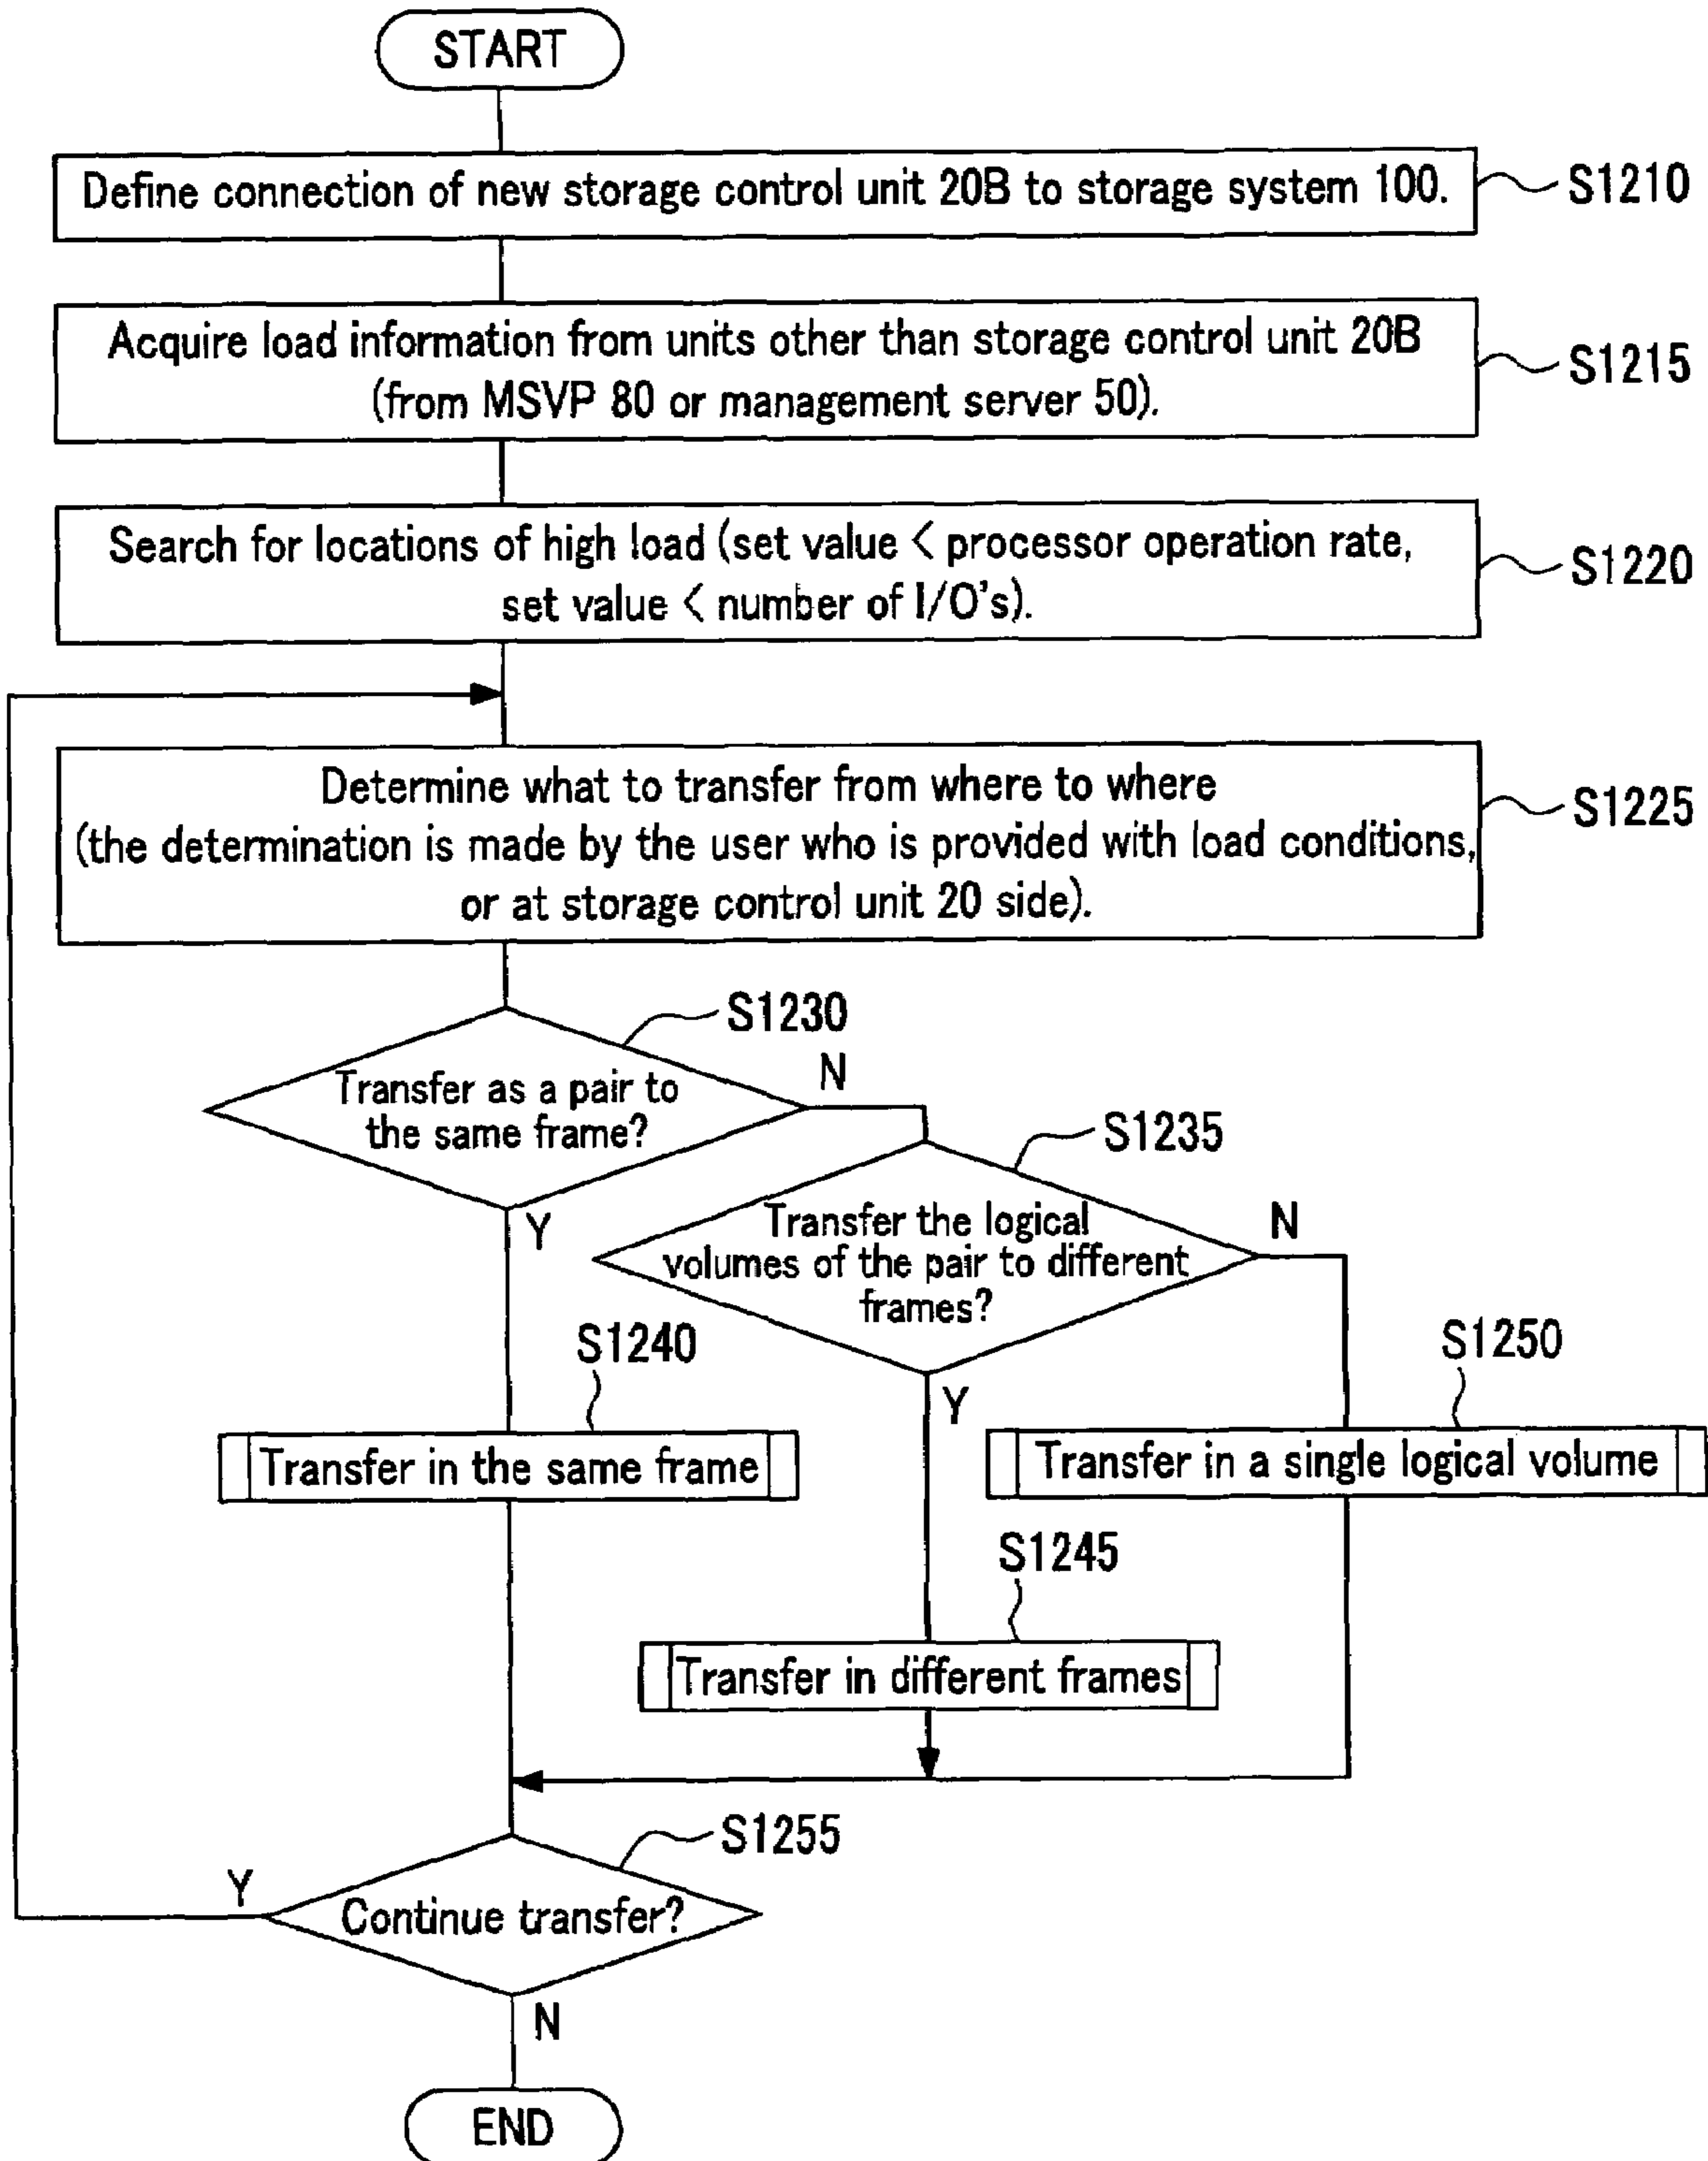 START
Define connection of new storage control unit 20B to storage system 100.
S1210
Acquire load information from units other than storage control unit 20B
(from MSVP 80 or management server 50).
S1215
Search for locations of high load (set value < processor operation rate,
set value < number of I/O's).
S1220
Determine what to transfer from where to where
(the determination is made by the user who is provided with load conditions,
or at storage control unit 20 side).
S1225
S1230
Transfer as a pair to
the same frame?
N
Y
S1235
Transfer the logical
volumes of the pair to different
frames?
N
Y
S1240
Transfer in the same frame
S1250
Transfer in a single logical volume
S1245
Transfer in different frames
S1255
Continue transfer?
Y
N
END